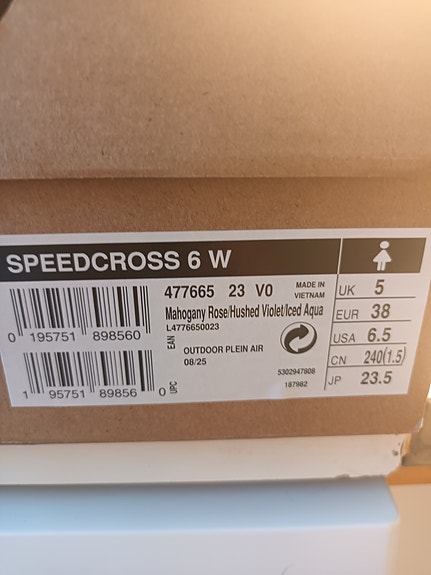 SPEEDCROSS 6 W
477665 23 V0
MADE IN
VIETNAM
Mahogany Rose/Hushed Violet/Iced Aqua
L4776650023
EAN
OUTDOOR PLEIN AIR
08/25
5302947808
187982
0 195751 898560
1 95751 89856 0
UPC
UK 5
EUR 38
USA 6.5
CN 240(1.5)
JP 23.5